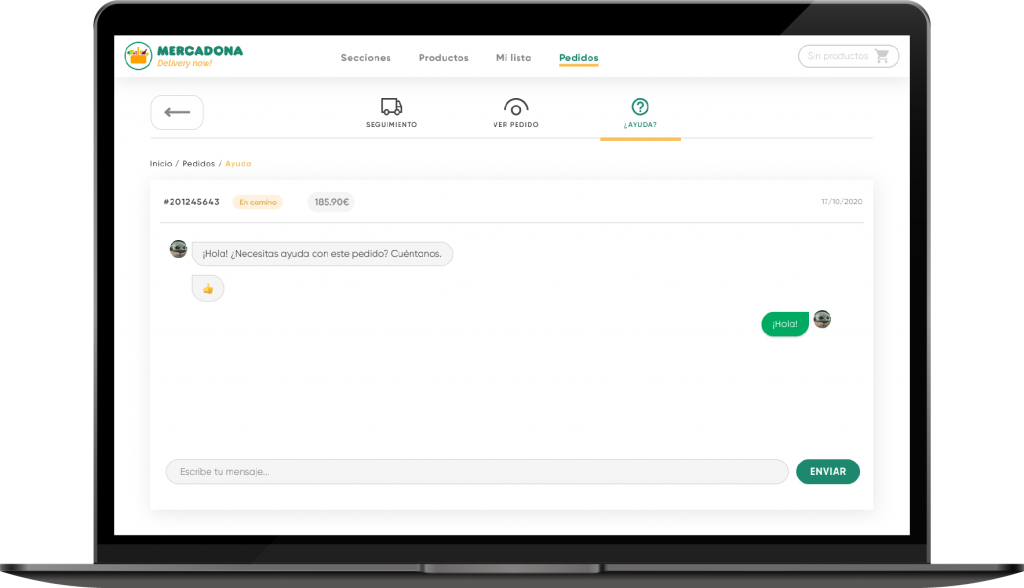 MERCADONA
Delivery now!
Secciones Productos Mi lista Pedidos
Sin productos
SEGUIMIENTO VER PEDIDO ¿AYUDA?
Inicio / Pedidos / Ayuda
#201245643 En camino 185.90€ 17/10/2020
¡Hola! ¿Necesitas ayuda con este pedido? Cuéntanos.
👍
¡Hola!
Escribe tu mensaje... ENVIAR